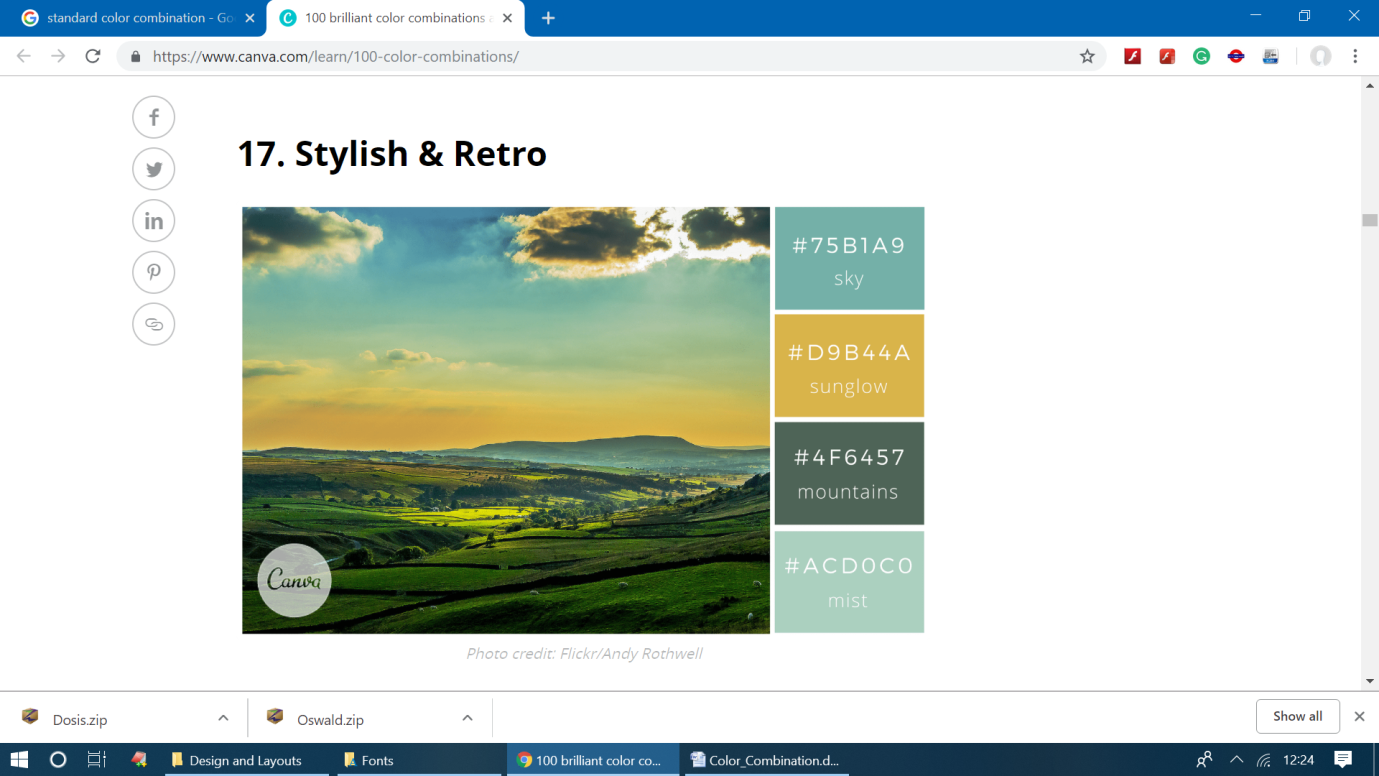 standard color combination - Go
100 brilliant color combinations a
https://www.canva.com/learn/100-color-combinations/
17. Stylish & Retro
#75B1A9
sky
#D9B44A
sunglow
#4F6457
mountains
#ACD0C0
mist
Canva
Photo credit: Flickr/Andy Rothwell
Dosis.zip
Oswald.zip
Show all
Design and Layouts
Fonts
100 brilliant color co...
Color_Combination.d...
12:24